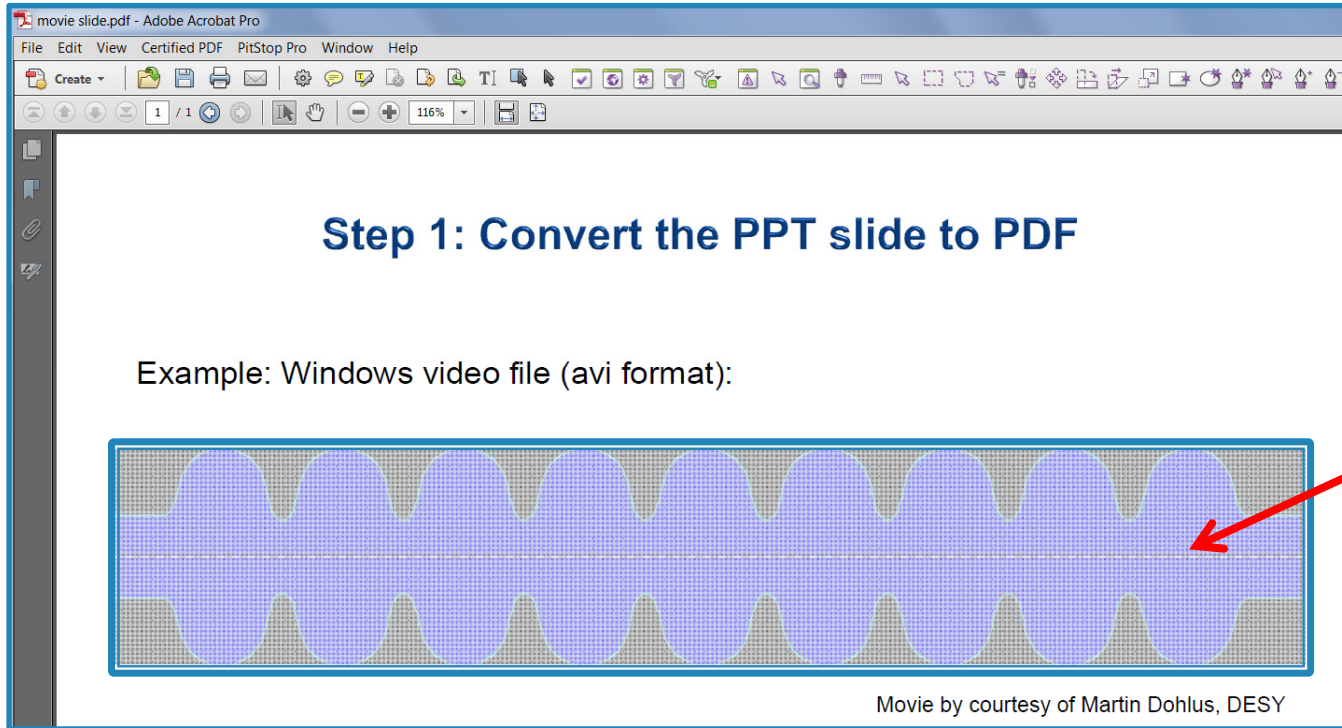 movie slide.pdf - Adobe Acrobat Pro
File Edit View Certified PDF PitStop Pro Window Help
Create
1 / 1 116%
Step 1: Convert the PPT slide to PDF
Example: Windows video file (avi format):
Movie by courtesy of Martin Dohlus, DESY